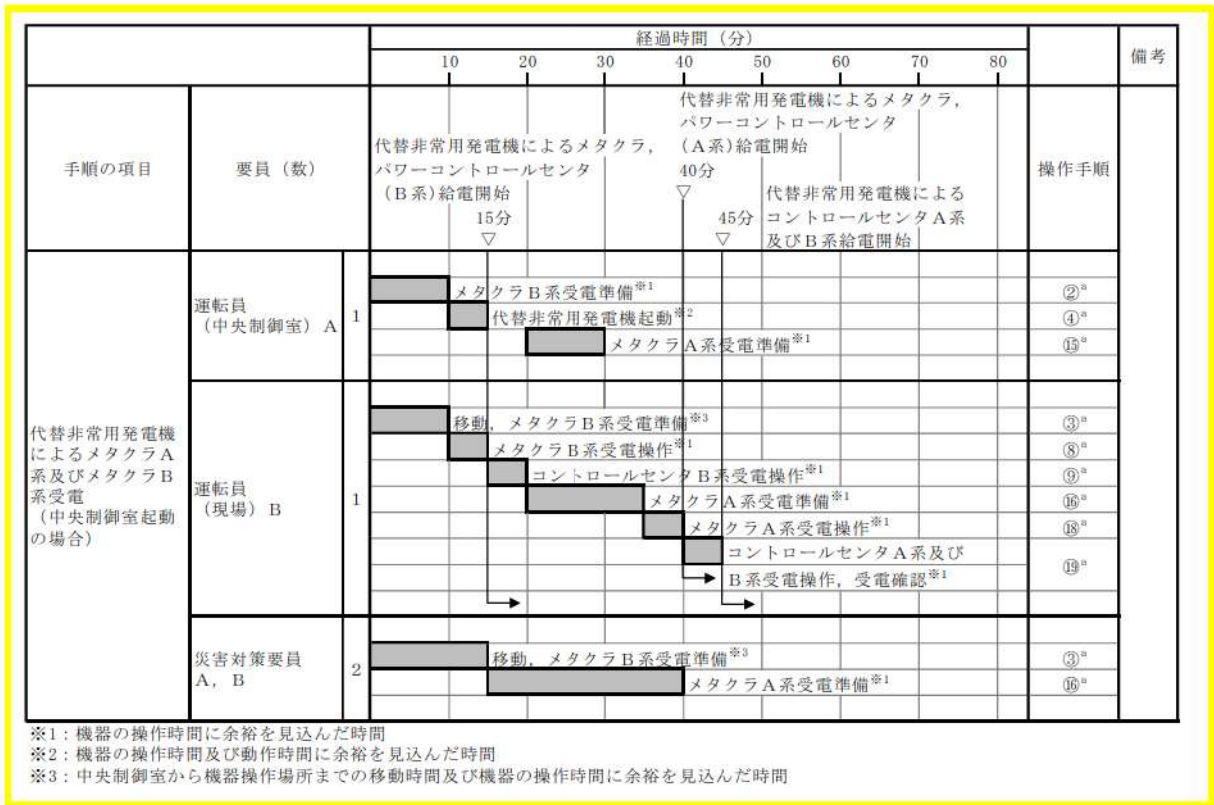 経過時間（分）
備考
10 20 30 40 50 60 70 80
手順の項目
要員（数）
操作手順
代替非常用発電機によるメタクラ，
パワーコントロールセンタ
（B系)給電開始
15分
▽
代替非常用発電機によるメタクラ，
パワーコントロールセンタ
（A系)給電開始
40分
▽
代替非常用発電機による
コントロールセンタA系
及びB系給電開始
45分
▽
代替非常用発電機
によるメタクラA
系及びメタクラB
系受電
（中央制御室起動
の場合）
運転員
（中央制御室）A
1
メタクラB系受電準備※1
②a
代替非常用発電機起動※2
④a
メタクラA系受電準備※1
⑮a
運転員
（現場）B
1
移動，メタクラB系受電準備※3
③a
メタクラB系受電操作※1
⑧a
コントロールセンタB系受電操作※1
⑨a
メタクラA系受電準備※1
⑯a
メタクラA系受電操作※1
⑱a
コントロールセンタA系及び
B系受電操作，受電確認※1
⑲a
災害対策要員
A，B
2
移動，メタクラB系受電準備※3
③a
メタクラA系受電準備※1
⑯a
※1：機器の操作時間に余裕を見込んだ時間
※2：機器の操作時間及び動作時間に余裕を見込んだ時間
※3：中央制御室から機器操作場所までの移動時間及び機器の操作時間に余裕を見込んだ時間